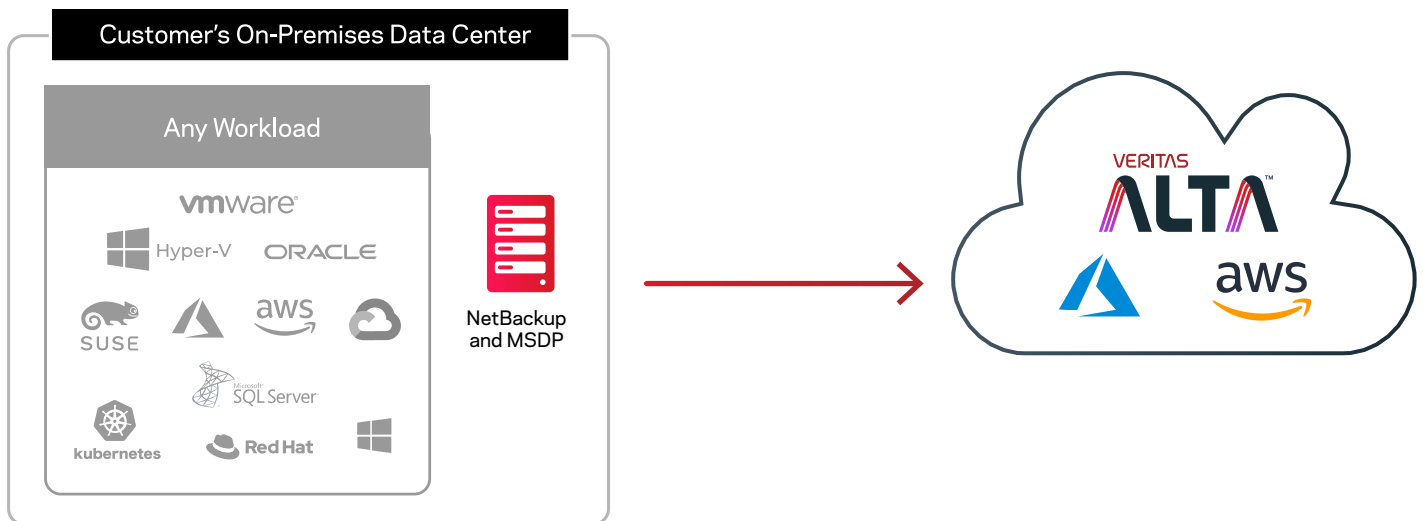 Customer's On-Premises Data Center
Any Workload
vmware®
Hyper-V
ORACLE
SUSE
aws
NetBackup
and MSDP
Microsoft®
SQL Server
kubernetes
Red Hat
VERITAS
ALTA™
aws